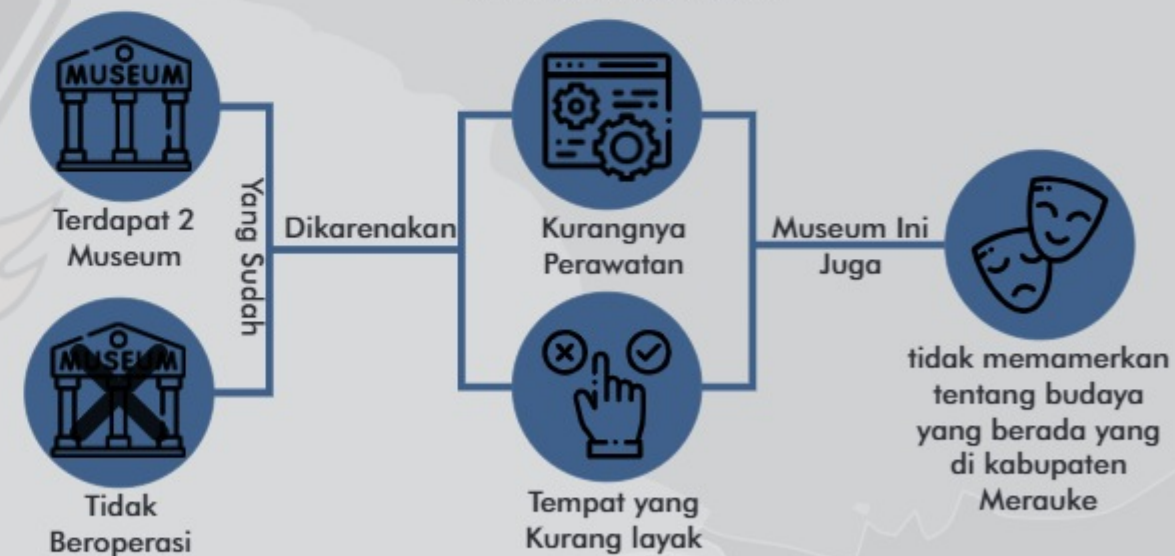 MUSEUM
Terdapat 2
Museum
Yang Sudah
MUSEUM
Tidak
Beroperasi
Dikarenakan
Kurangnya
Perawatan
Tempat yang
Kurang layak
Museum Ini
Juga
tidak memamerkan
tentang budaya
yang berada yang
di kabupaten
Merauke